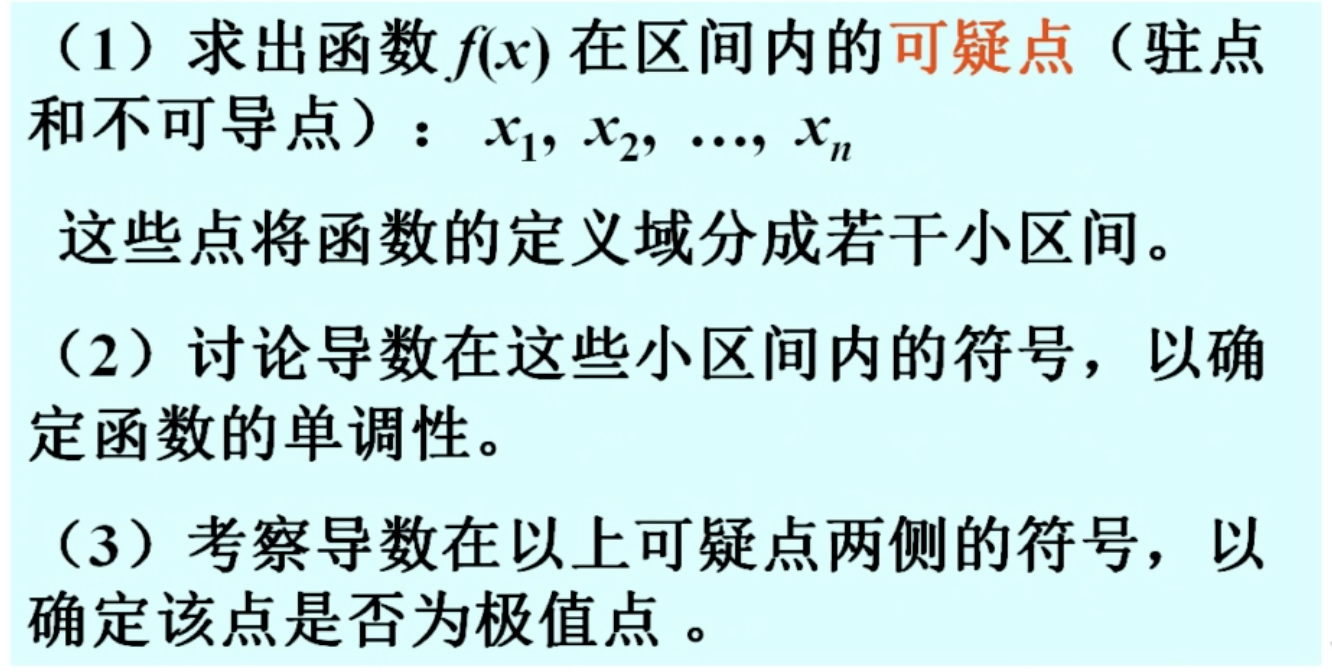 （1）求出函数 f(x) 在区间内的可疑点（驻点
和不可导点）： x₁, x₂, …, xₙ
这些点将函数的定义域分成若干小区间。
（2）讨论导数在这些小区间内的符号，以确
定函数的单调性。
（3）考察导数在以上可疑点两侧的符号，以
确定该点是否为极值点 。